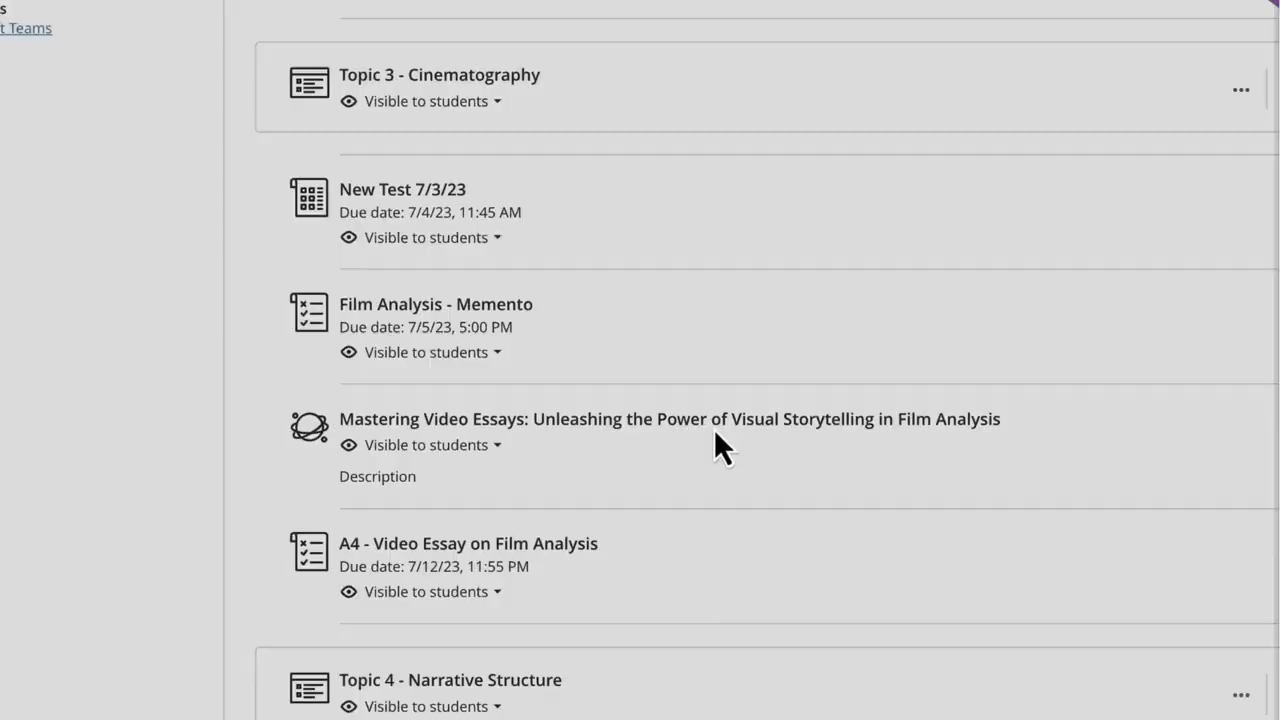 s
t Teams
Topic 3 - Cinematography
Visible to students
New Test 7/3/23
Due date: 7/4/23, 11:45 AM
Visible to students
Film Analysis - Memento
Due date: 7/5/23, 5:00 PM
Visible to students
Mastering Video Essays: Unleashing the Power of Visual Storytelling in Film Analysis
Visible to students
Description
A4 - Video Essay on Film Analysis
Due date: 7/12/23, 11:55 PM
Visible to students
Topic 4 - Narrative Structure
Visible to students